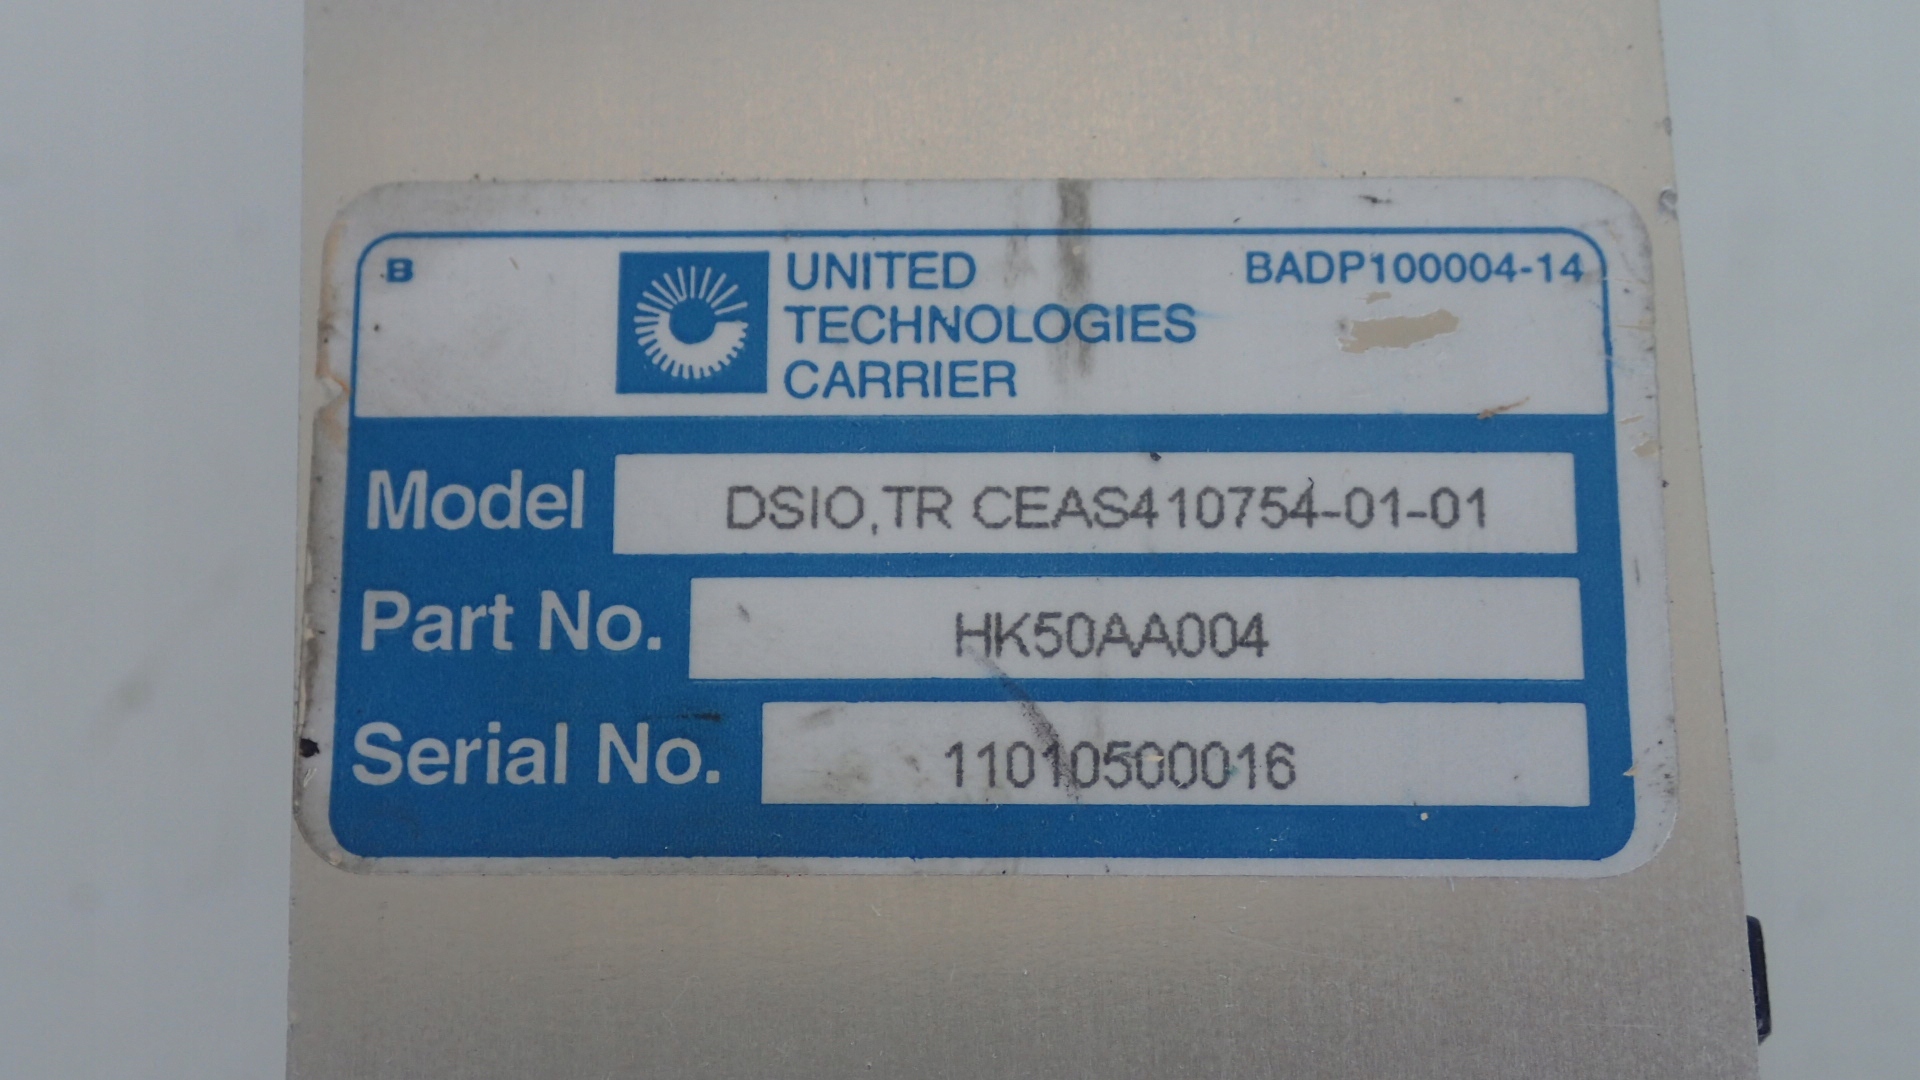 B
UNITED
TECHNOLOGIES
CARRIER
BADP100004-14
Model DSIO,TR CEAS410754-01-01
Part No. HK50AA004
Serial No. 11010500016